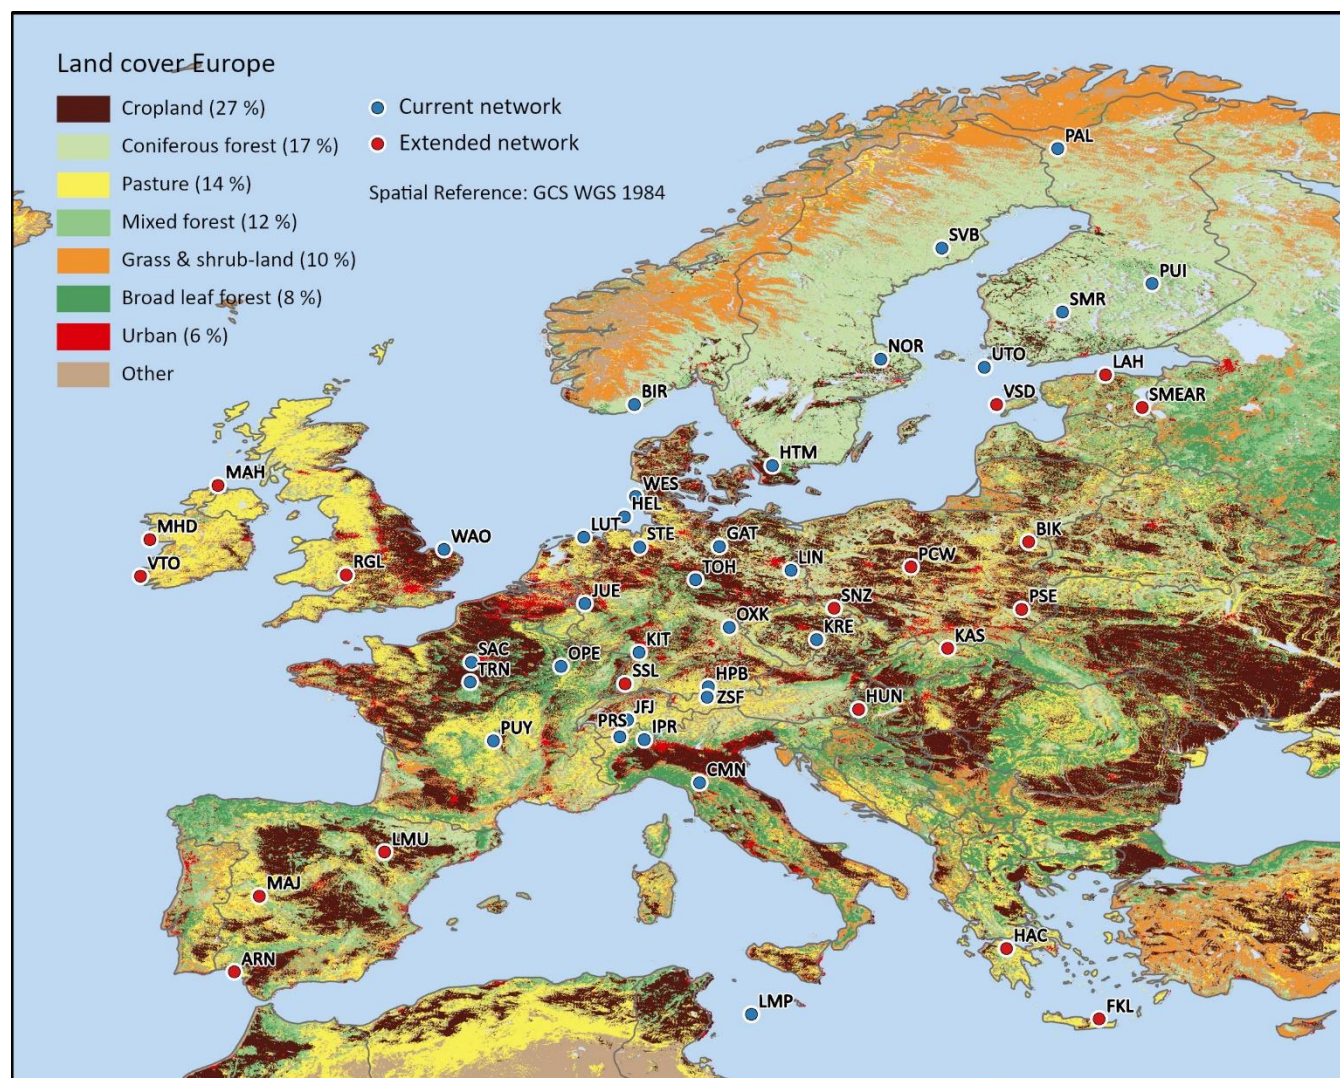 Land cover Europe
Cropland (27 %)
Coniferous forest (17 %)
Pasture (14 %)
Mixed forest (12 %)
Grass & shrub-land (10 %)
Broad leaf forest (8 %)
Urban (6 %)
Other
Current network
Extended network
Spatial Reference: GCS WGS 1984
PAL
SVB
PUI
SMR
NOR
UTO
LAH
BIR
VSD
SMEAR
HTM
MAH
WES
HEL
MHD
LUT
WAO
STE
GAT
BIK
VTO
RGL
TOH
LIN
PCW
JUE
SNZ
PSE
OXK
KRE
KIT
KAS
SAC
OPE
TRN
SSL
HPB
ZSF
HUN
JFJ
PRS
IPR
PUY
CMN
LMU
MAJ
HAC
ARN
LMP
FKL